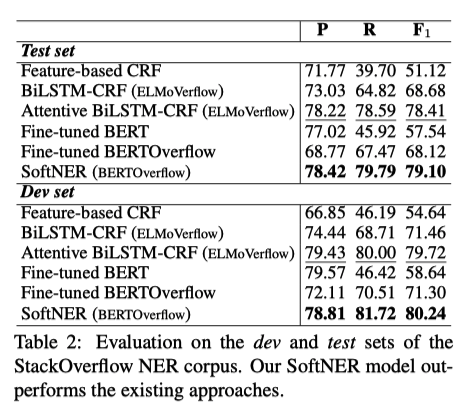 P R F1
Test set
Feature-based CRF 71.77 39.70 51.12
BiLSTM-CRF (ELMoVerflow) 73.03 64.82 68.68
Attentive BiLSTM-CRF (ELMoVerflow) 78.22 78.59 78.41
Fine-tuned BERT 77.02 45.92 57.54
Fine-tuned BERTOverflow 68.77 67.47 68.12
SoftNER (BERTOverflow) 78.42 79.79 79.10
Dev set
Feature-based CRF 66.85 46.19 54.64
BiLSTM-CRF (ELMoVerflow) 74.44 68.71 71.46
Attentive BiLSTM-CRF (ELMoVerflow) 79.43 80.00 79.72
Fine-tuned BERT 79.57 46.42 58.64
Fine-tuned BERTOverflow 72.11 70.51 71.30
SoftNER (BERTOverflow) 78.81 81.72 80.24
Table 2: Evaluation on the dev and test sets of the
StackOverflow NER corpus. Our SoftNER model out-
performs the existing approaches.